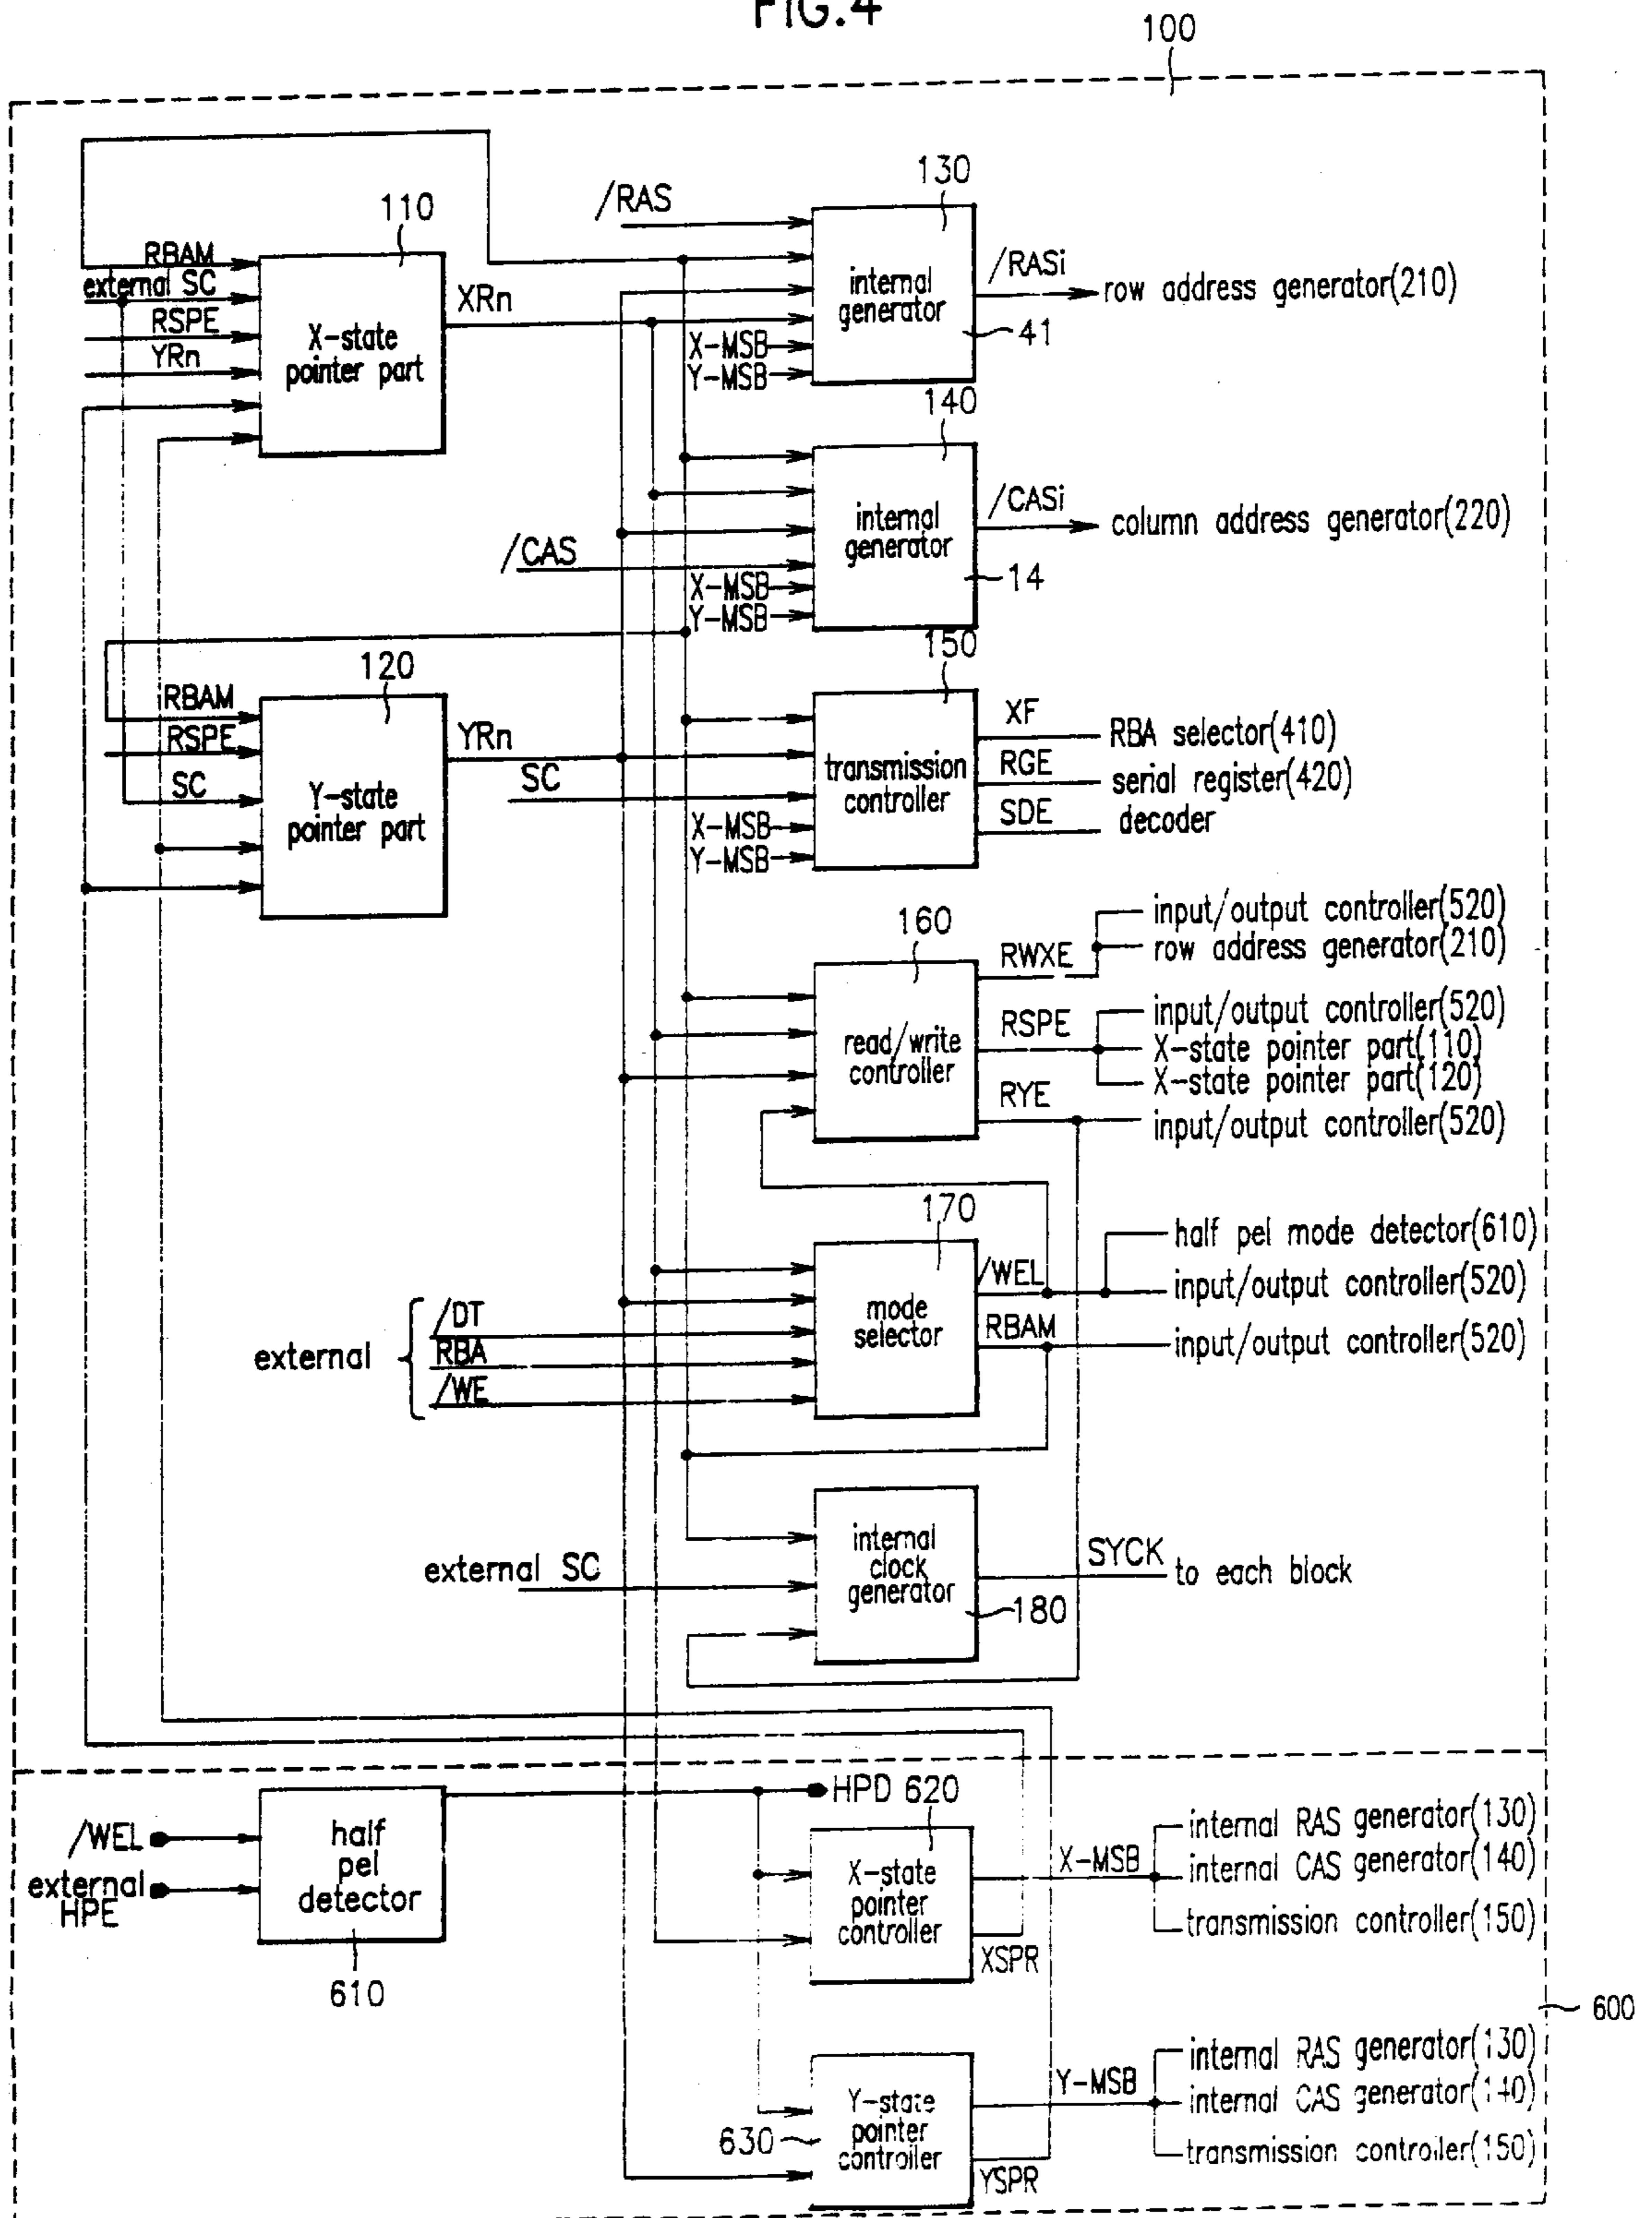 FIG.4
100
130
/RAS
110
RBAM
external SC
RSPE
YRn
X-state
pointer part
XRn
internal
generator
X-MSB
Y-MSB
41
/RASi
row address generator(210)
140
internal
generator
/CAS
X-MSB
Y-MSB
14
/CASi
column address generator(220)
120
RBAM
RSPE
SC
Y-state
pointer part
YRn
150
SC
transmission
controller
X-MSB
Y-MSB
XF
RBA selector(410)
RGE
serial register(420)
SDE
decoder
160
read/write
controller
RWXE
input/output controller(520)
row address generator(210)
RSPE
input/output controller(520)
X-state pointer part(110)
X-state pointer part(120)
RYE
input/output controller(520)
170
external
/DT
RBA
/WE
mode
selector
/WEL
half pel mode detector(610)
input/output controller(520)
RBAM
input/output controller(520)
external SC
internal
clock
generator
180
SYCK
to each block
/WEL
external
HPE
half
pel
detector
610
HPD
620
X-state
pointer
controller
X-MSB
internal RAS generator(130)
internal CAS generator(140)
transmission controller(150)
XSPR
600
630
Y-state
pointer
controller
Y-MSB
internal RAS generator(130)
internal CAS generator(140)
transmission controller(150)
YSPR